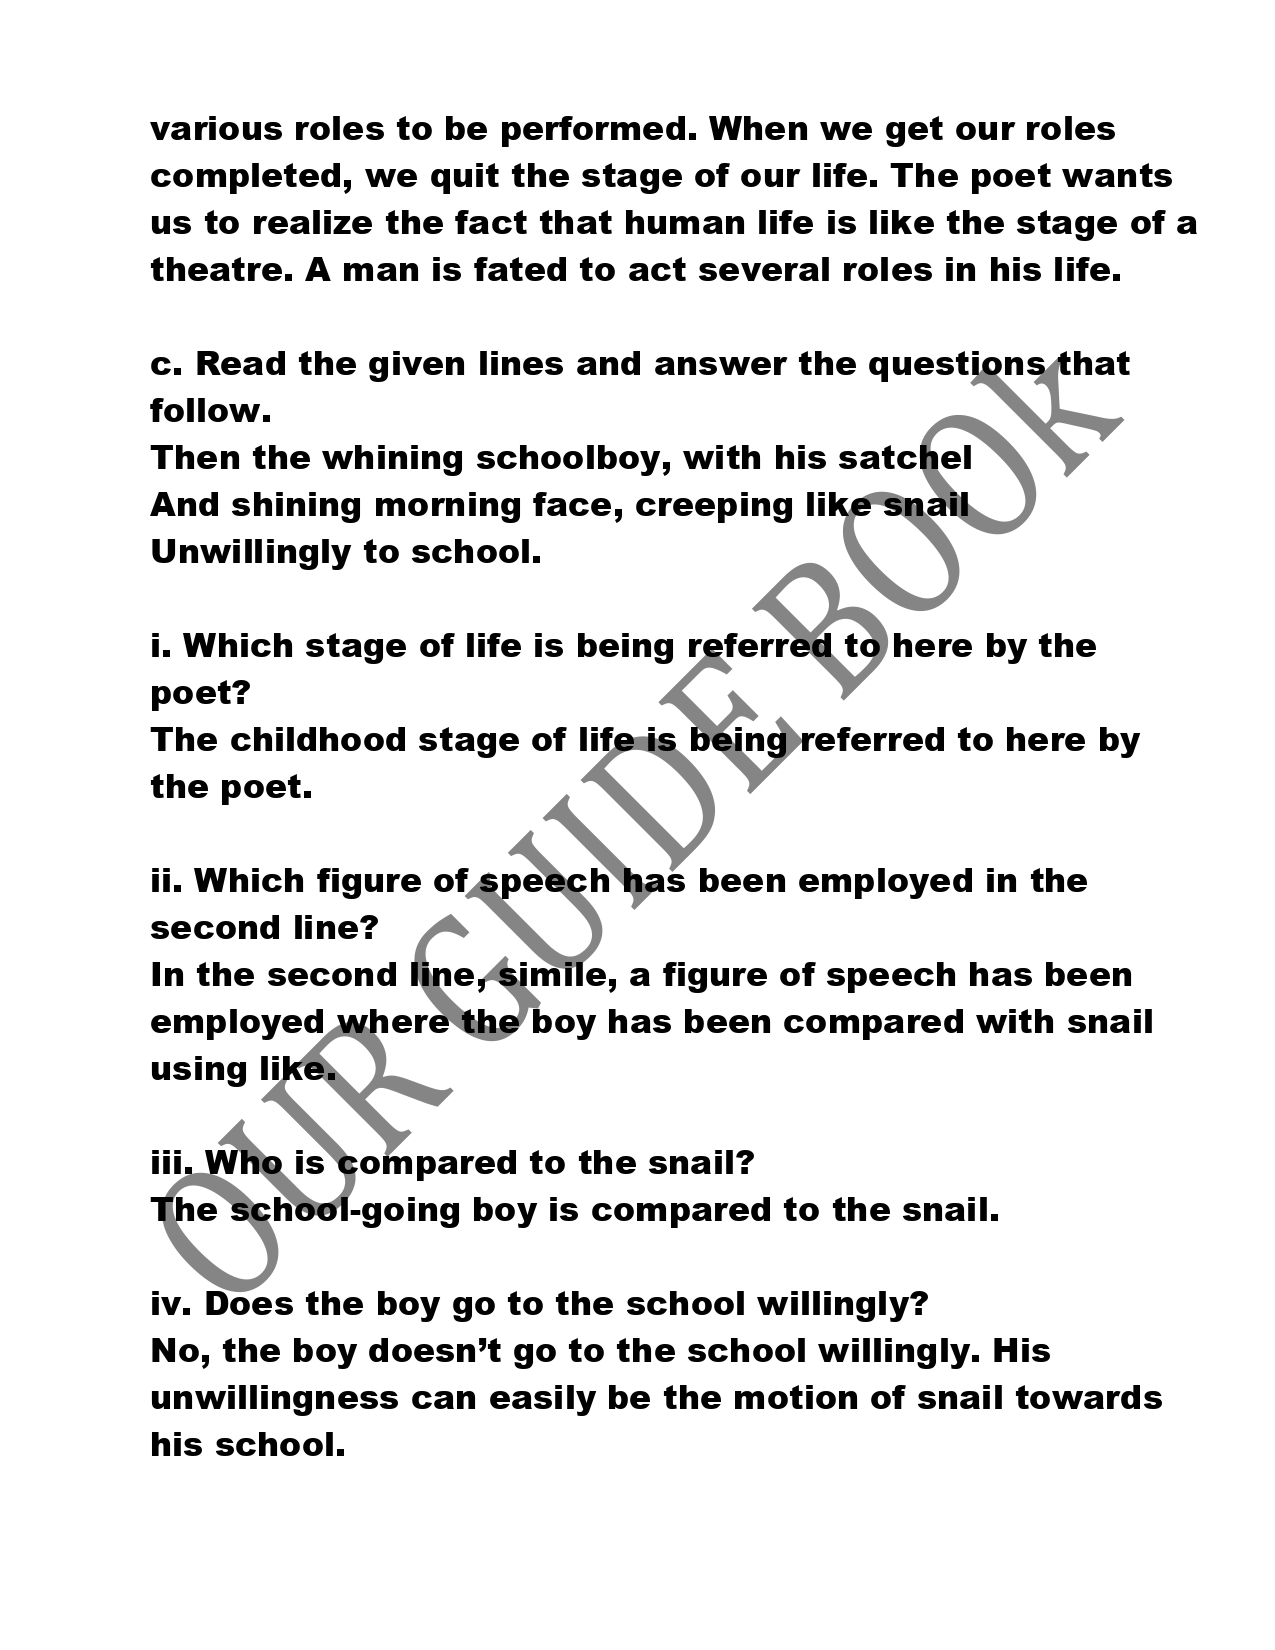 various roles to be performed. When we get our roles
completed, we quit the stage of our life. The poet wants
us to realize the fact that human life is like the stage of a
theatre. A man is fated to act several roles in his life.
c. Read the given lines and answer the questions that
follow.
Then the whining schoolboy, with his satchel
And shining morning face, creeping like snail
Unwillingly to school.
i. Which stage of life is being referred to here by the
poet?
The childhood stage of life is being referred to here by
the poet.
ii. Which figure of speech has been employed in the
second line?
In the second line, simile, a figure of speech has been
employed where the boy has been compared with snail
using like.
iii. Who is compared to the snail?
The school-going boy is compared to the snail.
iv. Does the boy go to the school willingly?
No, the boy doesn’t go to the school willingly. His
unwillingness can easily be the motion of snail towards
his school.
OUR GUIDE BOOk